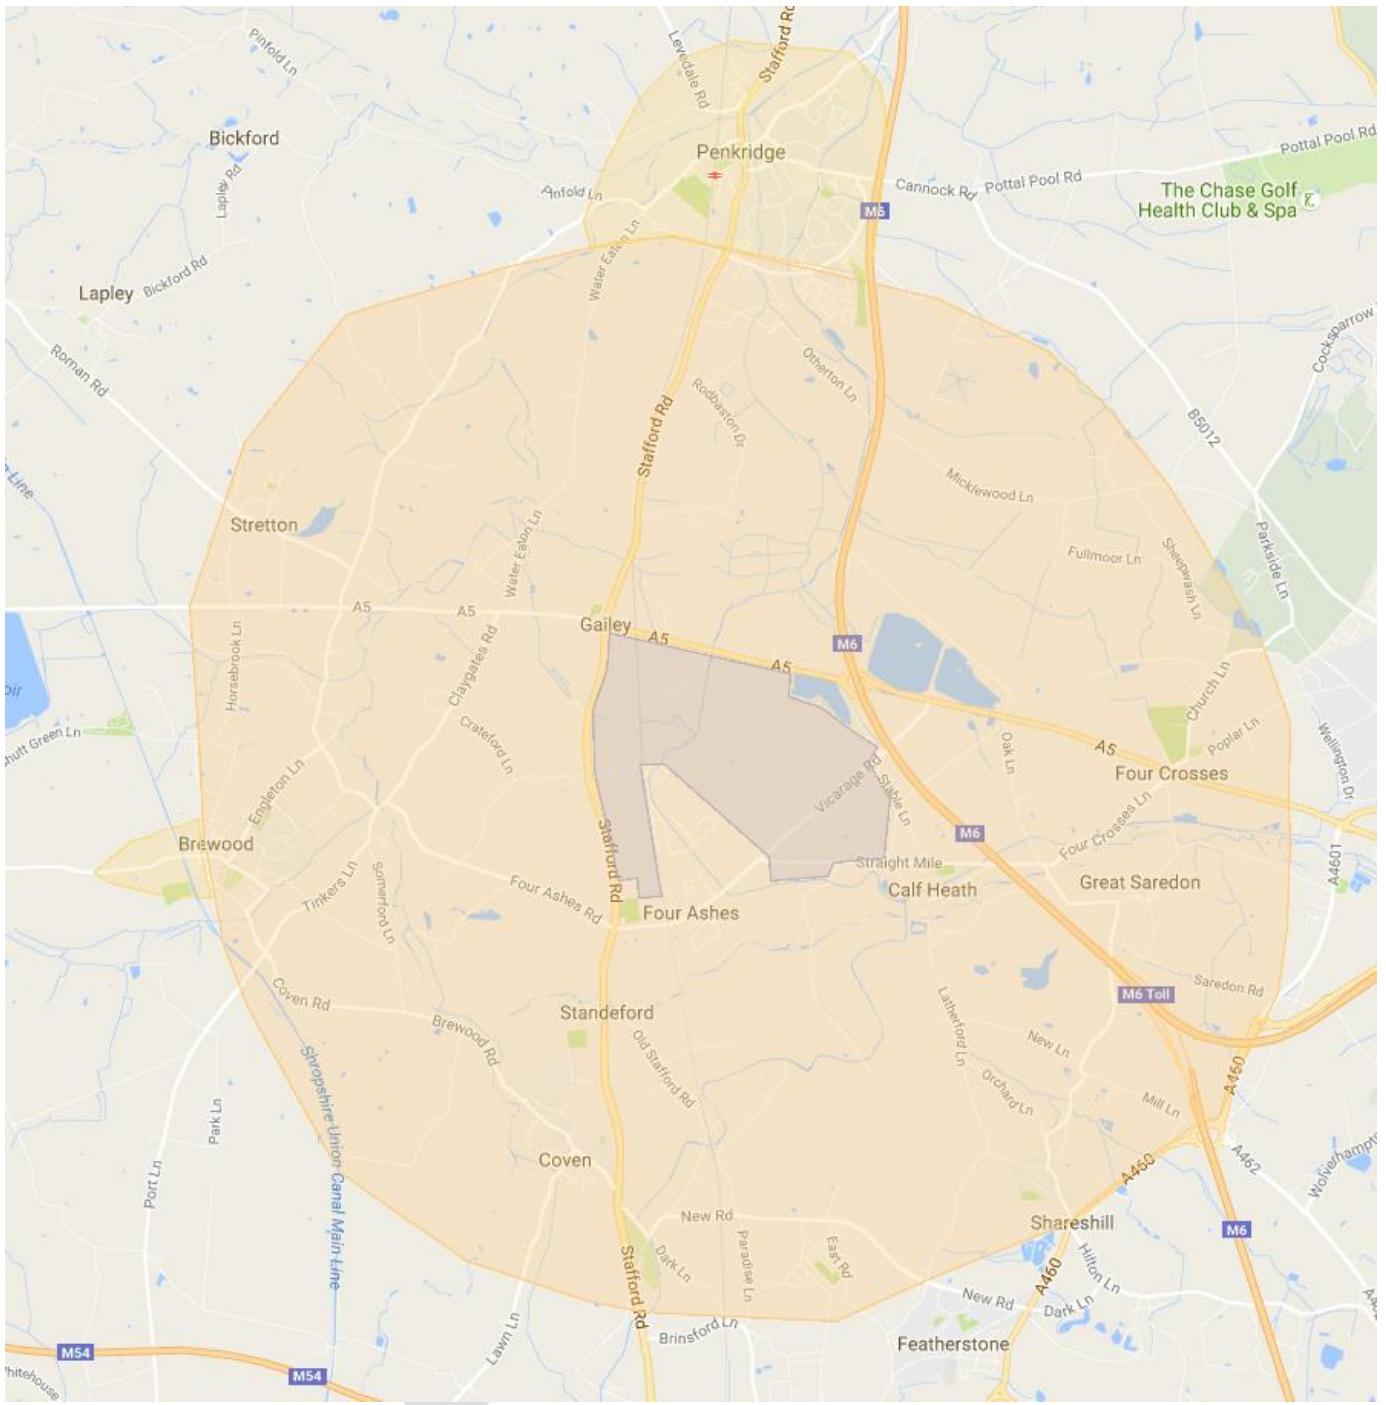 Stafford Rd
Pinfold Ln
Levedale Rd
Bickford
Penkridge
Pottal Pool Rd
Lapley Rd
Cannock Rd
Pottal Pool Rd
The Chase Golf
Health Club & Spa
M6
Water Eaton Ln
Bickford Rd
Lapley
Cocksparrow
Roman Rd
Otherton Ln
Rodbaston Dr
Stafford Rd
B5012
Micklewood Ln
Line
Stretton
Water Eaton Ln
Fullmoor Ln
Sheepwash Ln
Parkside Ln
A5
A5
Gailey
A5
M6
A5
Horsebrook Ln
Claygates Rd
oir
Church Ln
Crateford Ln
Oak Ln
A5
Poplar Ln
Wellington Dr
hutt Green Ln
Four Crosses
Engleton Ln
Vicarage Rd
Stable Ln
Brewood
M6
Four Crosses Ln
Stafford Rd
Straight Mile
A4601
Tinkers Ln
Somerford Ln
Four Ashes Rd
Calf Heath
Great Saredon
Four Ashes
Coven Rd
M6 Toll
Saredon Rd
Standeford
Latherford Ln
Brewood Rd
Old Stafford Rd
New Ln
Shropshire Union Canal Main Line
Orchard Ln
A460
Mill Ln
Park Ln
Coven
A460
A462
Wolverhampto
Port Ln
New Rd
Shareshill
M6
Paradise Ln
East Rd
Dark Ln
Stafford Rd
Hilton Ln
A460
New Rd
Dark Ln
Lawn Ln
Brinsford Ln
Featherstone
M54
M54
Whitehouse